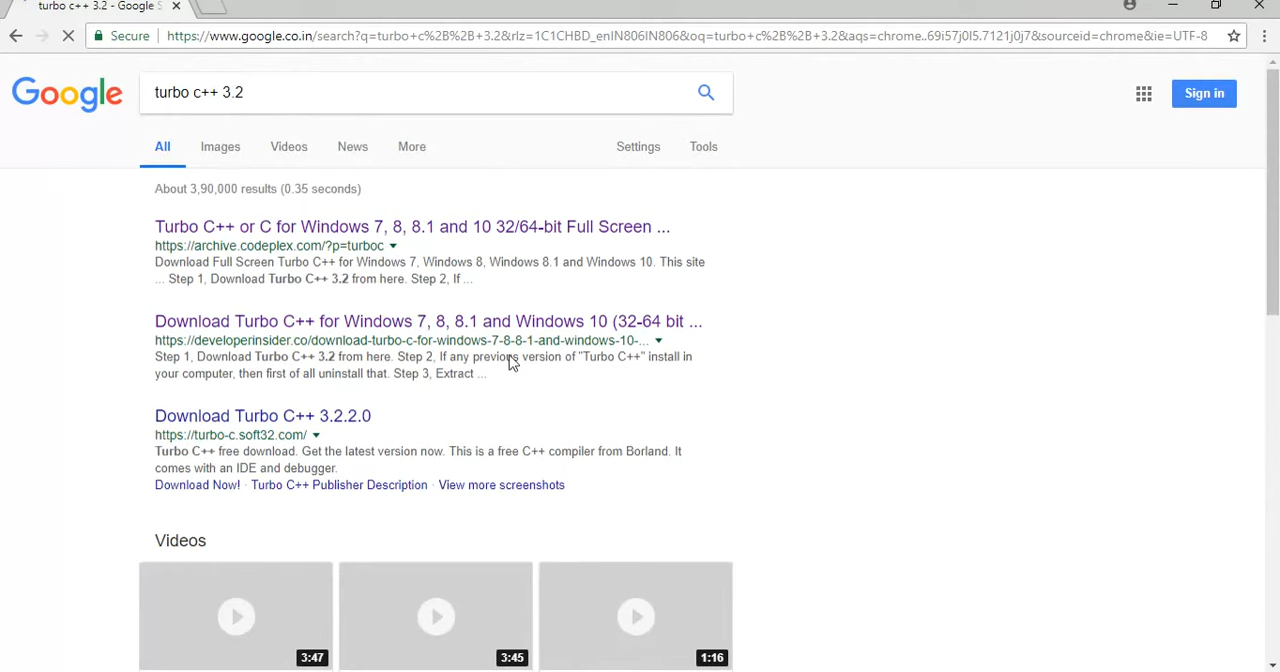 turbo c++ 3.2 - Google S
Secure
https://www.google.co.in/search?q=turbo+c%2B%2B+3.2&rlz=1C1CHBD_enIN806IN806&oq=turbo+c%2B%2B+3.2&aqs=chrome..69i57j0l5.7121j0j7&sourceid=chrome&ie=UTF-8
Google
turbo c++ 3.2
Sign in
All Images Videos News More Settings Tools
About 3,90,000 results (0.35 seconds)
Turbo C++ or C for Windows 7, 8, 8.1 and 10 32/64-bit Full Screen ...
https://archive.codeplex.com/?p=turboc
Download Full Screen Turbo C++ for Windows 7, Windows 8, Windows 8.1 and Windows 10. This site
... Step 1, Download Turbo C++ 3.2 from here. Step 2, If ...
Download Turbo C++ for Windows 7, 8, 8.1 and Windows 10 (32-64 bit ...
https://developerinsider.co/download-turbo-c-for-windows-7-8-8-1-and-windows-10-...
Step 1, Download Turbo C++ 3.2 from here. Step 2, If any previous version of "Turbo C++" install in
your computer, then first of all uninstall that. Step 3, Extract ...
Download Turbo C++ 3.2.2.0
https://turbo-c.soft32.com/
Turbo C++ free download. Get the latest version now. This is a free C++ compiler from Borland. It
comes with an IDE and debugger.
Download Now! · Turbo C++ Publisher Description · View more screenshots
Videos
3:47
3:45
1:16